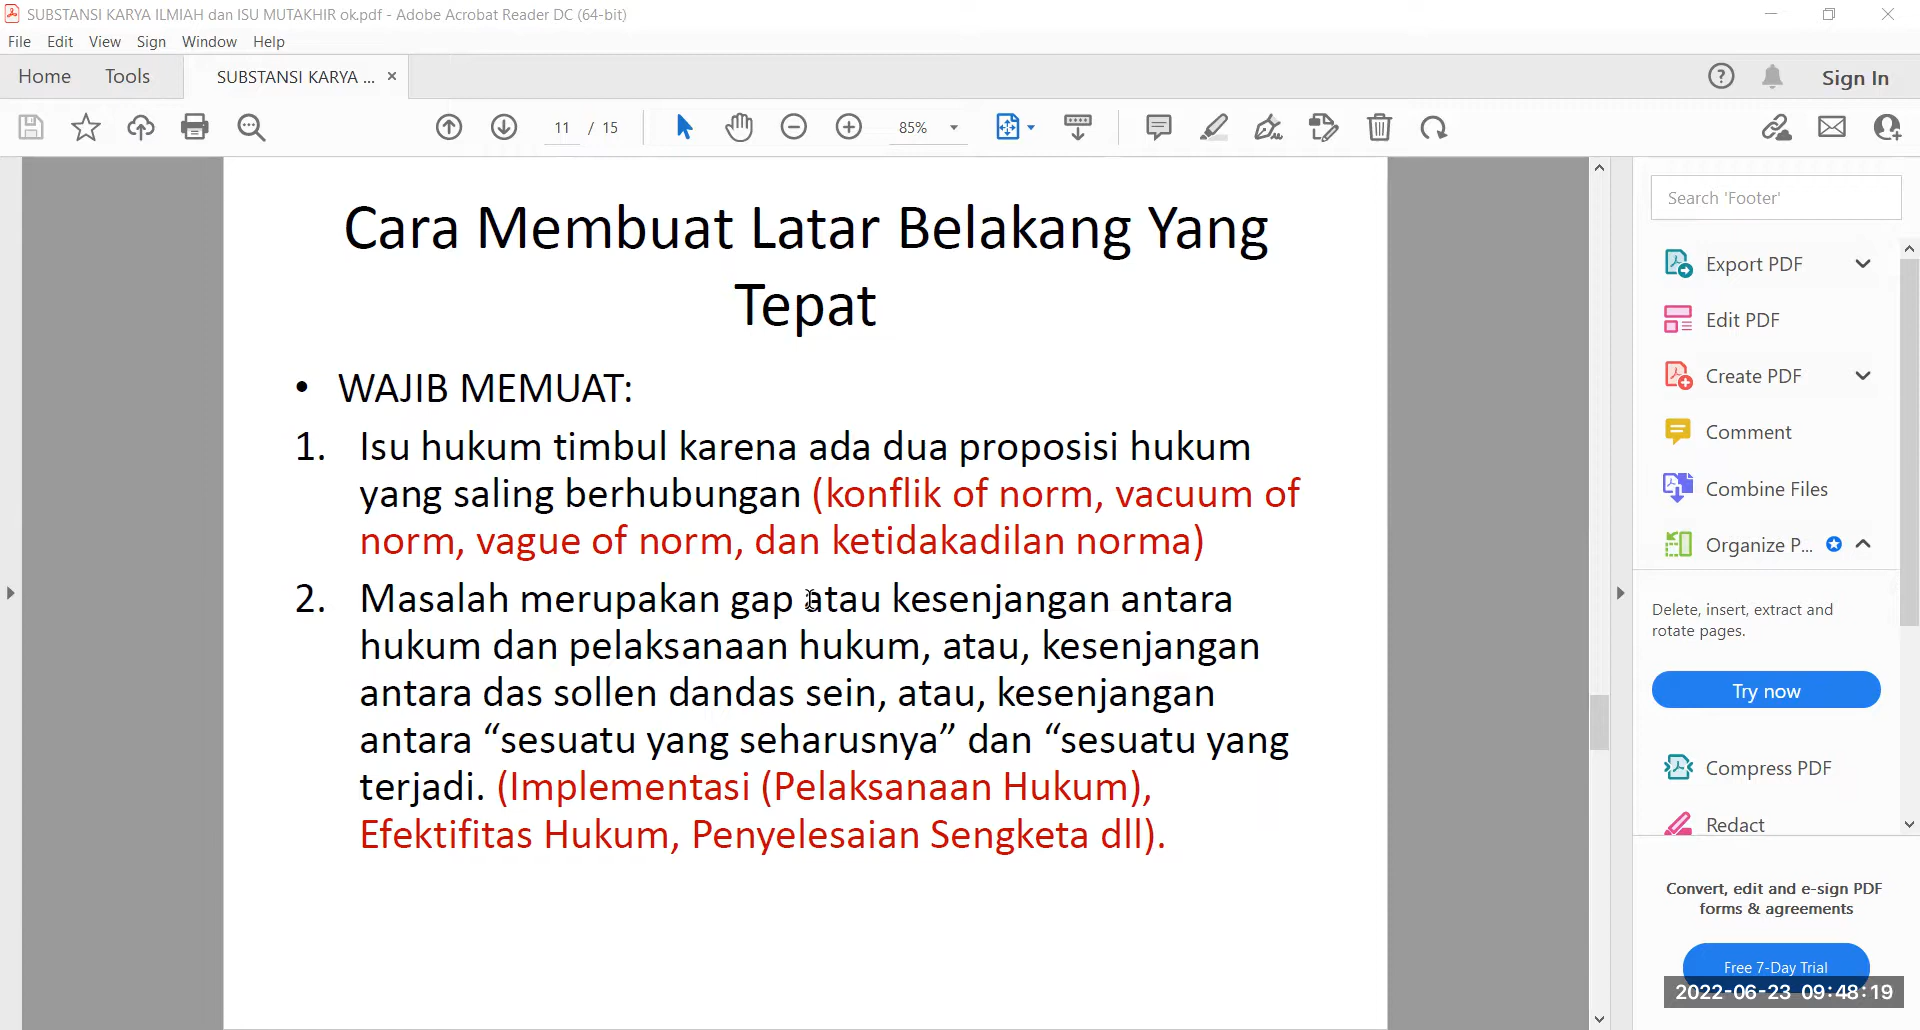 SUBSTANSI KARYA ILMIAH dan ISU MUTAKHIR ok.pdf - Adobe Acrobat Reader DC (64-bit)
File Edit View Sign Window Help
Home Tools SUBSTANSI KARYA ... × Sign In
11 / 15 85%
Cara Membuat Latar Belakang Yang
Tepat
• WAJIB MEMUAT:
1. Isu hukum timbul karena ada dua proposisi hukum
yang saling berhubungan (konflik of norm, vacuum of
norm, vague of norm, dan ketidakadilan norma)
2. Masalah merupakan gap atau kesenjangan antara
hukum dan pelaksanaan hukum, atau, kesenjangan
antara das sollen dandas sein, atau, kesenjangan
antara “sesuatu yang seharusnya” dan “sesuatu yang
terjadi. (Implementasi (Pelaksanaan Hukum),
Efektifitas Hukum, Penyelesaian Sengketa dll).
Search 'Footer'
Export PDF
Edit PDF
Create PDF
Comment
Combine Files
Organize P...
Delete, insert, extract and
rotate pages.
Try now
Compress PDF
Redact
Convert, edit and e-sign PDF
forms & agreements
Free 7-Day Trial
2022-06-23 09:48:19